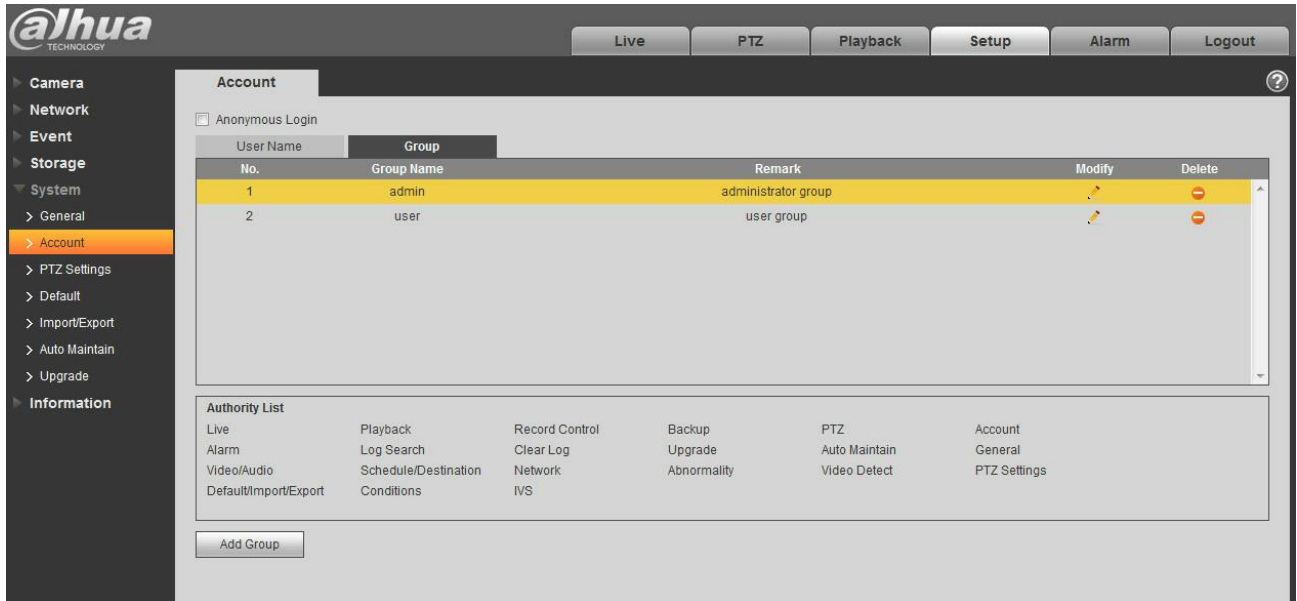 alhua
TECHNOLOGY
Live PTZ Playback Setup Alarm Logout
Camera
Network
Event
Storage
System
General
Account
PTZ Settings
Default
Import/Export
Auto Maintain
Upgrade
Information
Account
?
Anonymous Login
User Name Group
No. Group Name Remark Modify Delete
1 admin administrator group
2 user user group
Authority List
Live Playback Record Control Backup PTZ Account
Alarm Log Search Clear Log Upgrade Auto Maintain General
Video/Audio Schedule/Destination Network Abnormality Video Detect PTZ Settings
Default/Import/Export Conditions IVS
Add Group